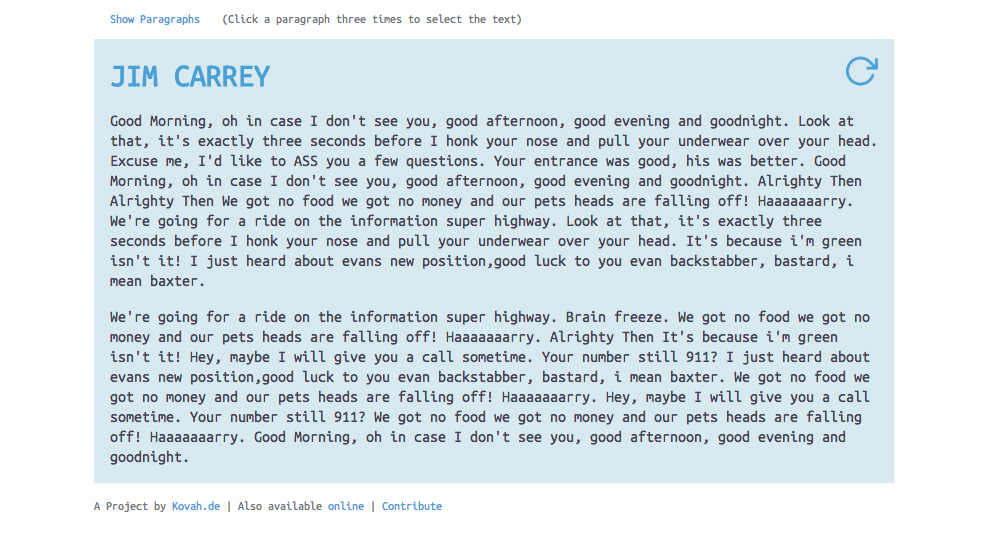 Show Paragraphs (Click a paragraph three times to select the text)
JIM CARREY
Good Morning, oh in case I don't see you, good afternoon, good evening and goodnight. Look at
that, it's exactly three seconds before I honk your nose and pull your underwear over your head.
Excuse me, I'd like to ASS you a few questions. Your entrance was good, his was better. Good
Morning, oh in case I don't see you, good afternoon, good evening and goodnight. Alrighty Then
Alrighty Then We got no food we got no money and our pets heads are falling off! Haaaaaaarry.
We're going for a ride on the information super highway. Look at that, it's exactly three
seconds before I honk your nose and pull your underwear over your head. It's because i'm green
isn't it! I just heard about evans new position,good luck to you evan backstabber, bastard, i
mean baxter.
We're going for a ride on the information super highway. Brain freeze. We got no food we got no
money and our pets heads are falling off! Haaaaaaarry. Alrighty Then It's because i'm green
isn't it! Hey, maybe I will give you a call sometime. Your number still 911? I just heard about
evans new position,good luck to you evan backstabber, bastard, i mean baxter. We got no food we
got no money and our pets heads are falling off! Haaaaaaarry. Hey, maybe I will give you a call
sometime. Your number still 911? We got no food we got no money and our pets heads are falling
off! Haaaaaaarry. Good Morning, oh in case I don't see you, good afternoon, good evening and
goodnight.
A Project by Kovah.de | Also available online | Contribute